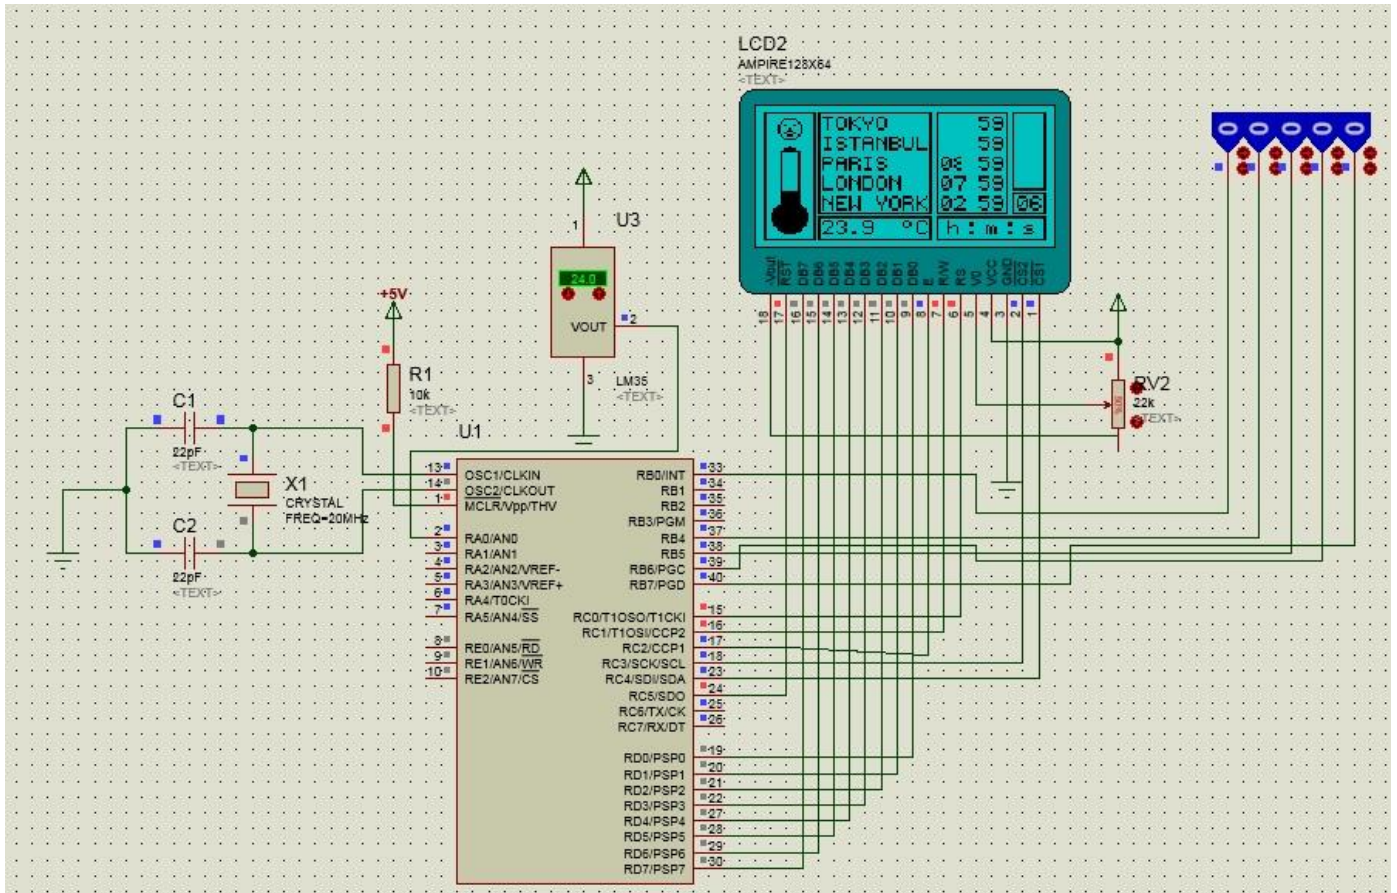 LCD2
AMPIRE128X64
<TEXT>
TOKYO 59
ISTANBUL 59
PARIS 08 59
LONDON 07 59
NEW YORK 02 59 06
23.9 °C h:m:s
-Vout RST DB7 DB6 DB5 DB4 DB3 DB2 DB1 DB0 E R/W RS V0 VCC GND CS2 CS1
18 17 16 15 14 13 12 11 10 9 8 7 6 5 4 3 2 1
0 0 0 0 0
U3
1
24.0
VOUT
2
3
LM35
<TEXT>
+5V
R1
10k
<TEXT>
RV2
22k
50%
<TEXT>
C1
22pF
<TEXT>
X1
CRYSTAL
FREQ=20MHz
C2
22pF
<TEXT>
U1
13 OSC1/CLKIN RB0/INT 33
14 OSC2/CLKOUT RB1 34
1 MCLR/Vpp/THV RB2 35
RB3/PGM 36
2 RA0/AN0 RB4 37
3 RA1/AN1 RB5 38
4 RA2/AN2/VREF- RB6/PGC 39
5 RA3/AN3/VREF+ RB7/PGD 40
6 RA4/T0CKI
7 RA5/AN4/SS RC0/T1OSO/T1CKI 15
RC1/T1OSI/CCP2 16
8 RE0/AN5/RD RC2/CCP1 17
9 RE1/AN6/WR RC3/SCK/SCL 18
10 RE2/AN7/CS RC4/SDI/SDA 23
RC5/SDO 24
RC6/TX/CK 25
RC7/RX/DT 26
RD0/PSP0 19
RD1/PSP1 20
RD2/PSP2 21
RD3/PSP3 22
RD4/PSP4 27
RD5/PSP5 28
RD6/PSP6 29
RD7/PSP7 30